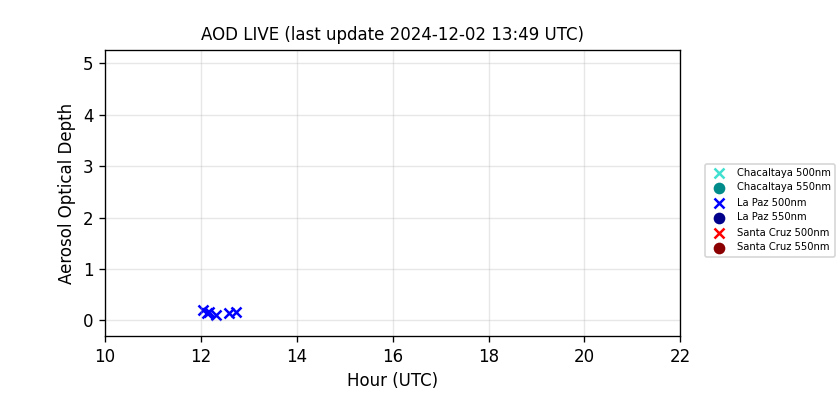 AOD LIVE (last update 2024-12-02 13:49 UTC)
5
4
3
2
1
0
Aerosol Optical Depth
10 12 14 16 18 20 22
Hour (UTC)
Chacaltaya 500nm
Chacaltaya 550nm
La Paz 500nm
La Paz 550nm
Santa Cruz 500nm
Santa Cruz 550nm